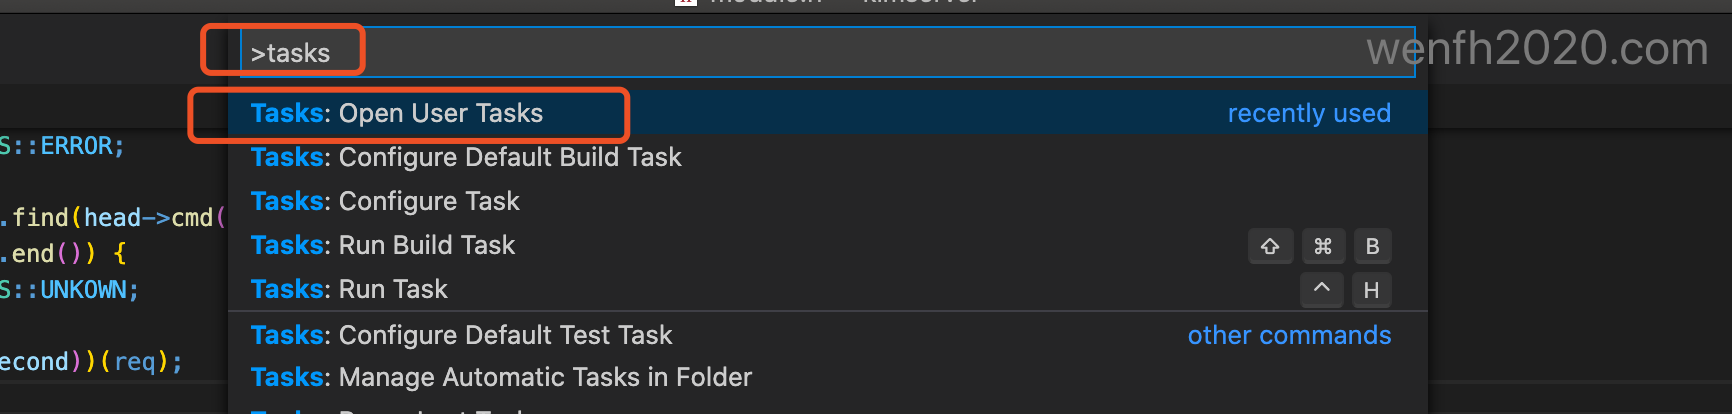 >tasks
wenfh2020.com
Tasks: Open User Tasks recently used
Tasks: Configure Default Build Task
Tasks: Configure Task
Tasks: Run Build Task ⇧ ⌘ B
Tasks: Run Task ^ H
Tasks: Configure Default Test Task other commands
Tasks: Manage Automatic Tasks in Folder
S::ERROR;
.find(head->cmd(
.end()) {
S::UNKOWN;
econd))(req);